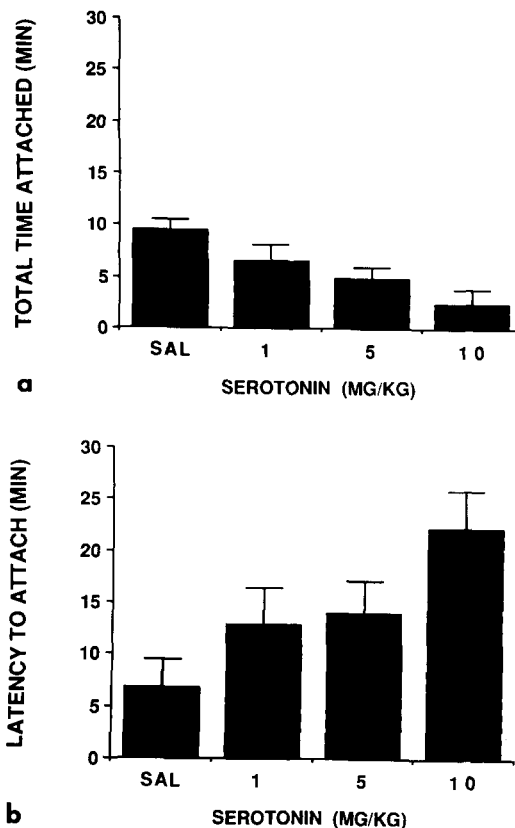 TOTAL TIME ATTACHED (MIN)
30
25
20
15
10
5
0
SAL 1 5 10
a
SEROTONIN (MG/KG)
LATENCY TO ATTACH (MIN)
30
25
20
15
10
5
0
SAL 1 5 10
b
SEROTONIN (MG/KG)